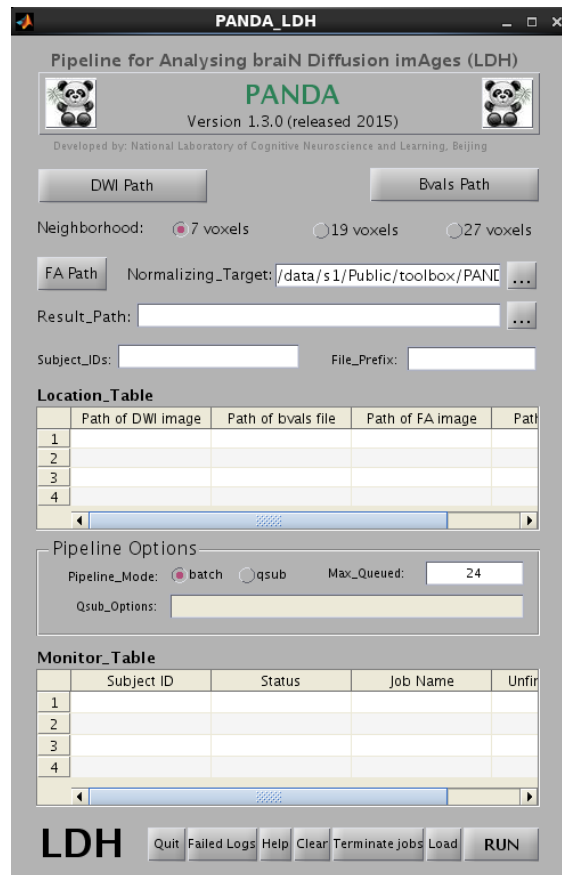 PANDA_LDH
Pipeline for Analysing braiN Diffusion imAges (LDH)
PANDA
Version 1.3.0 (released 2015)
Developed by: National Laboratory of Cognitive Neuroscience and Learning, Beijing
DWI Path Bvals Path
Neighborhood: 7 voxels 19 voxels 27 voxels
FA Path Normalizing_Target: /data/s1/Public/toolbox/PAND ...
Result_Path: ...
Subject_IDs: File_Prefix:
Location_Table
Path of DWI image Path of bvals file Path of FA image Path
1
2
3
4
Pipeline Options
Pipeline_Mode: batch qsub Max_Queued: 24
Qsub_Options:
Monitor_Table
Subject ID Status Job Name Unfin
1
2
3
4
LDH Quit Failed Logs Help Clear Terminate jobs Load RUN